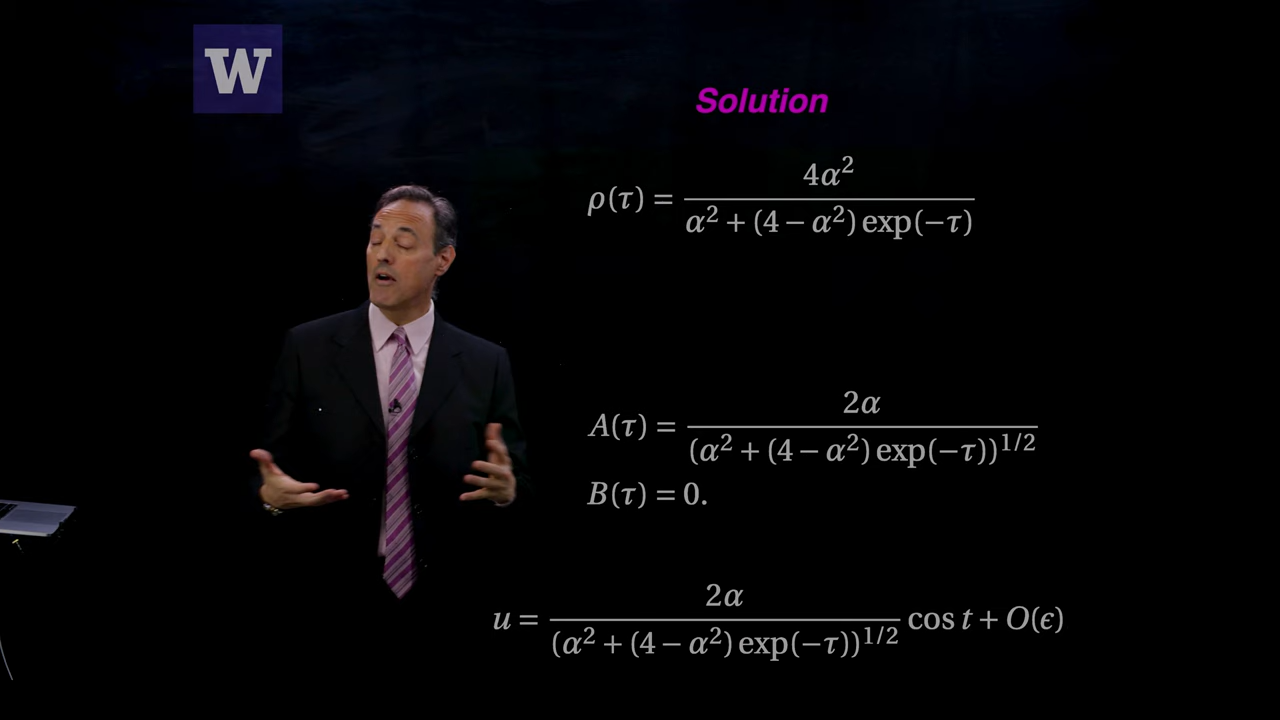 W
Solution
ρ(τ) = 4α² / (α² + (4 − α²) exp(−τ))
A(τ) = 2α / (α² + (4 − α²) exp(−τ))^{1/2}
B(τ) = 0.
u = 2α / (α² + (4 − α²) exp(−τ))^{1/2} cos t + O(ϵ)